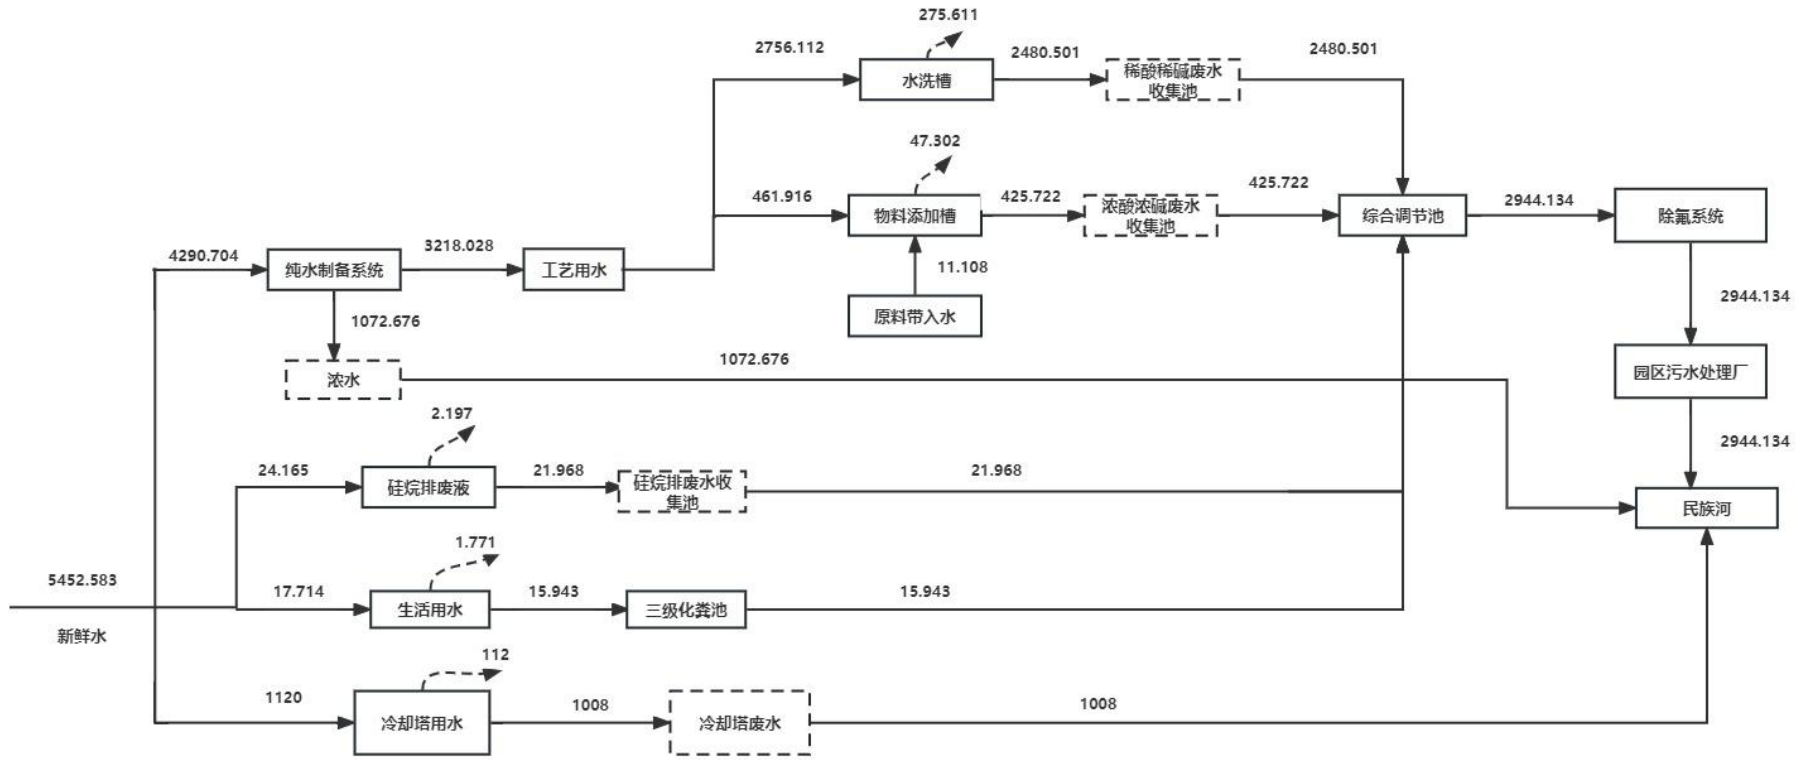 275.611
2756.112
水洗槽
2480.501
稀酸稀碱废水
收集池
2480.501
47.302
461.916
物料添加槽
425.722
浓酸浓碱废水
收集池
425.722
综合调节池
2944.134
除氟系统
4290.704
纯水制备系统
3218.028
工艺用水
11.108
原料带入水
2944.134
1072.676
浓水
1072.676
园区污水处理厂
2.197
2944.134
24.165
硅烷排废液
21.968
硅烷排废水收
集池
21.968
民族河
1.771
5452.583
新鲜水
17.714
生活用水
15.943
三级化粪池
15.943
112
1120
冷却塔用水
1008
冷却塔废水
1008